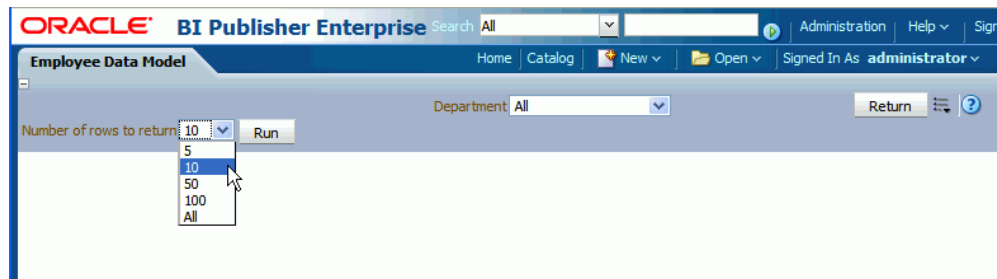 ORACLE BI Publisher Enterprise Search All Administration Help Sign
Employee Data Model Home Catalog New Open Signed In As administrator
Department All Return
Number of rows to return 10 Run
5
10
50
100
All